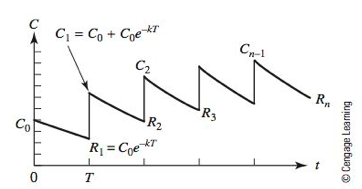 C
C₁ = C₀ + C₀e⁻ᵏᵀ
C₂
Cₙ₋₁
C₀
R₁ = C₀e⁻ᵏᵀ
R₂
R₃
Rₙ
0
T
t
© Cengage Learning